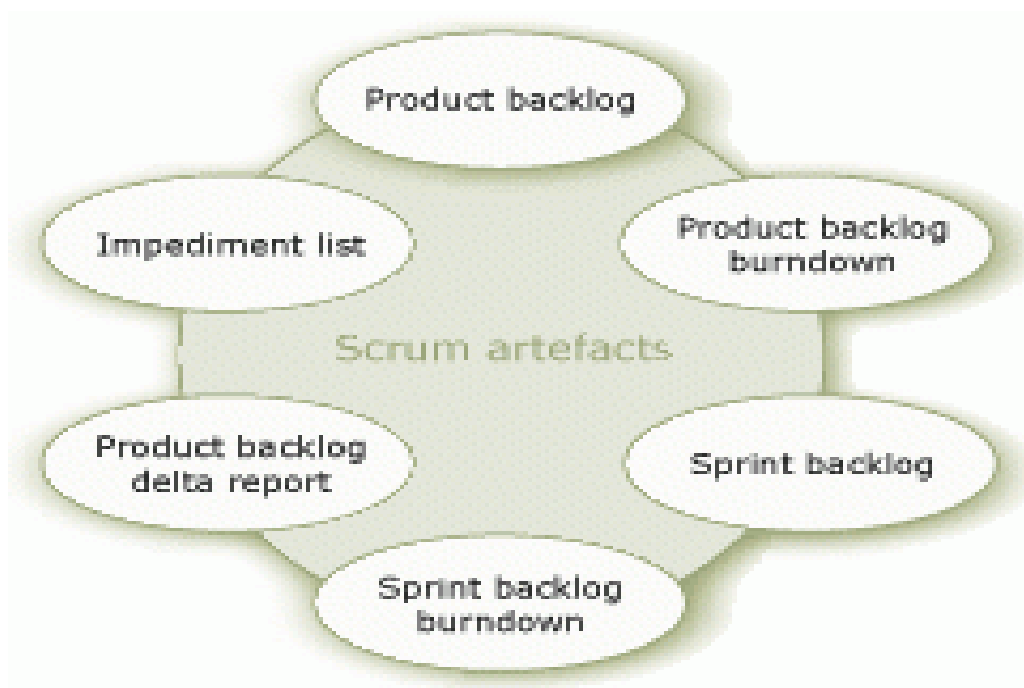 Product backlog
Impediment list
Product backlog
burndown
Scrum artefacts
Product backlog
delta report
Sprint backlog
Sprint backlog
burndown